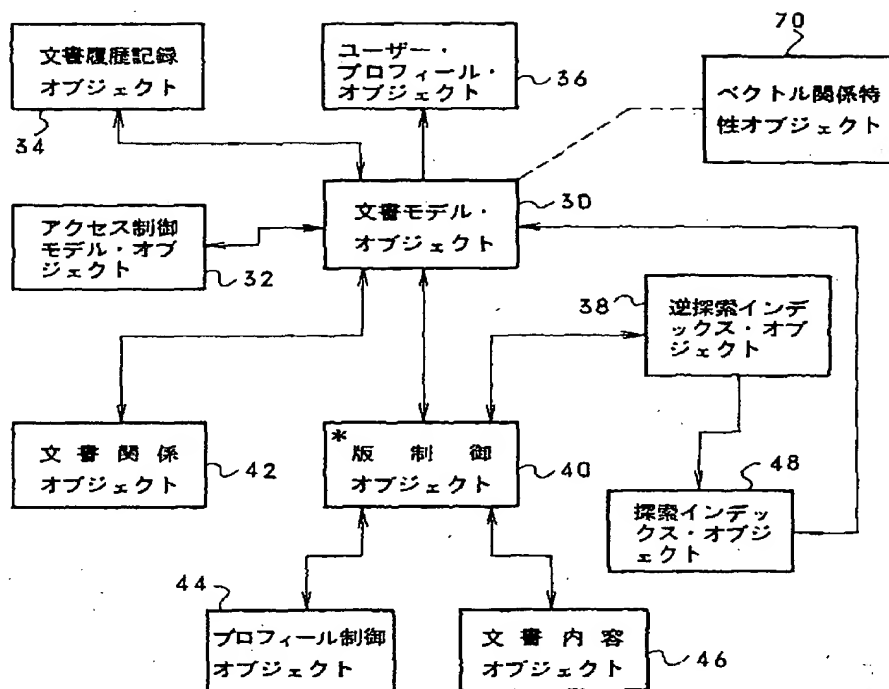 文書履歴記録
オブジェクト
34
ユーザー・
プロフィール・
オブジェクト
36
70
ベクトル関係特
性オブジェクト
文書モデル・
オブジェクト
30
アクセス制御
モデル・オブ
ジェクト
32
38
逆探索インデ
ックス・オブ
ジェクト
文書関係
オブジェクト
42
*版制御
オブジェクト
40
48
探索インデッ
クス・オブジ
ェクト
44
プロフィール制御
オブジェクト
文書内容
オブジェクト
46